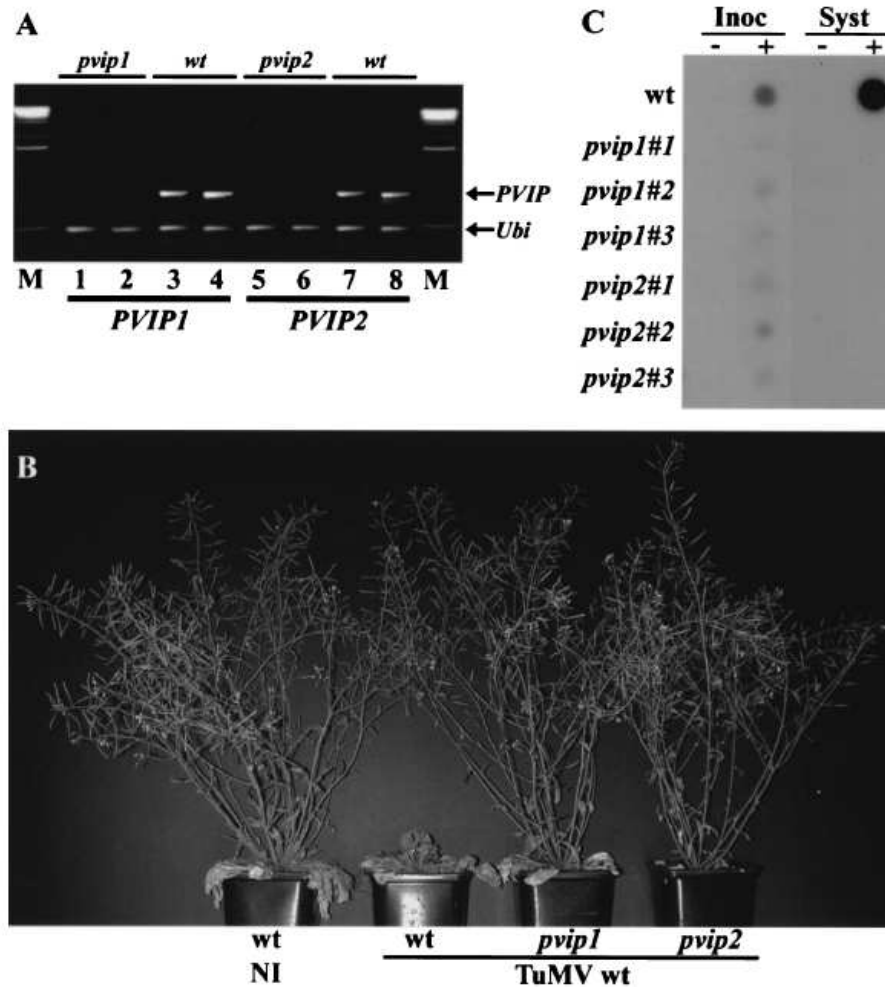 A
pvip1 wt pvip2 wt
PVIP
Ubi
M 1 2 3 4 5 6 7 8 M
PVIP1 PVIP2
C
Inoc Syst
- + - +
wt
pvip1#1
pvip1#2
pvip1#3
pvip2#1
pvip2#2
pvip2#3
B
wt wt pvip1 pvip2
NI TuMV wt